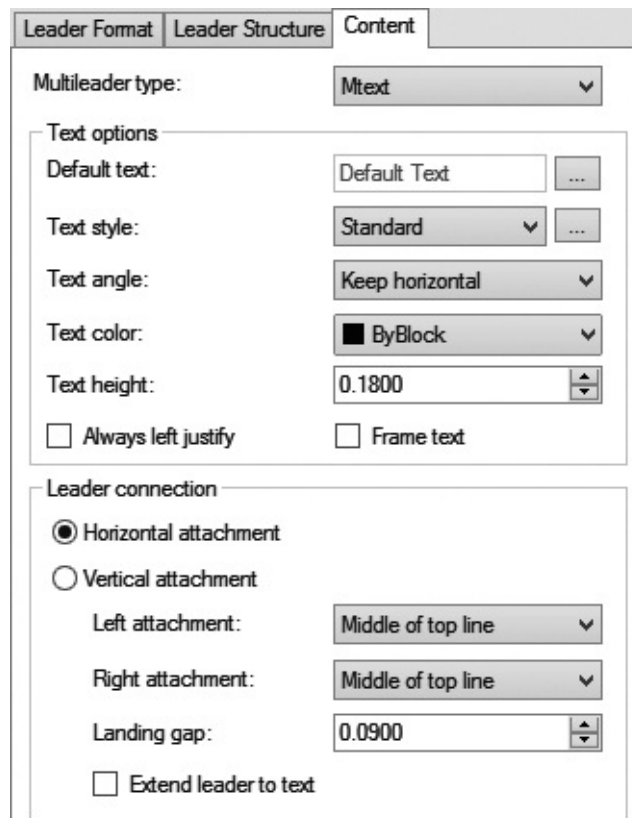 Leader Format Leader Structure Content
Multileader type: Mtext
Text options
Default text: Default Text ...
Text style: Standard ...
Text angle: Keep horizontal
Text color: ByBlock
Text height: 0.1800
Always left justify Frame text
Leader connection
Horizontal attachment
Vertical attachment
Left attachment: Middle of top line
Right attachment: Middle of top line
Landing gap: 0.0900
Extend leader to text